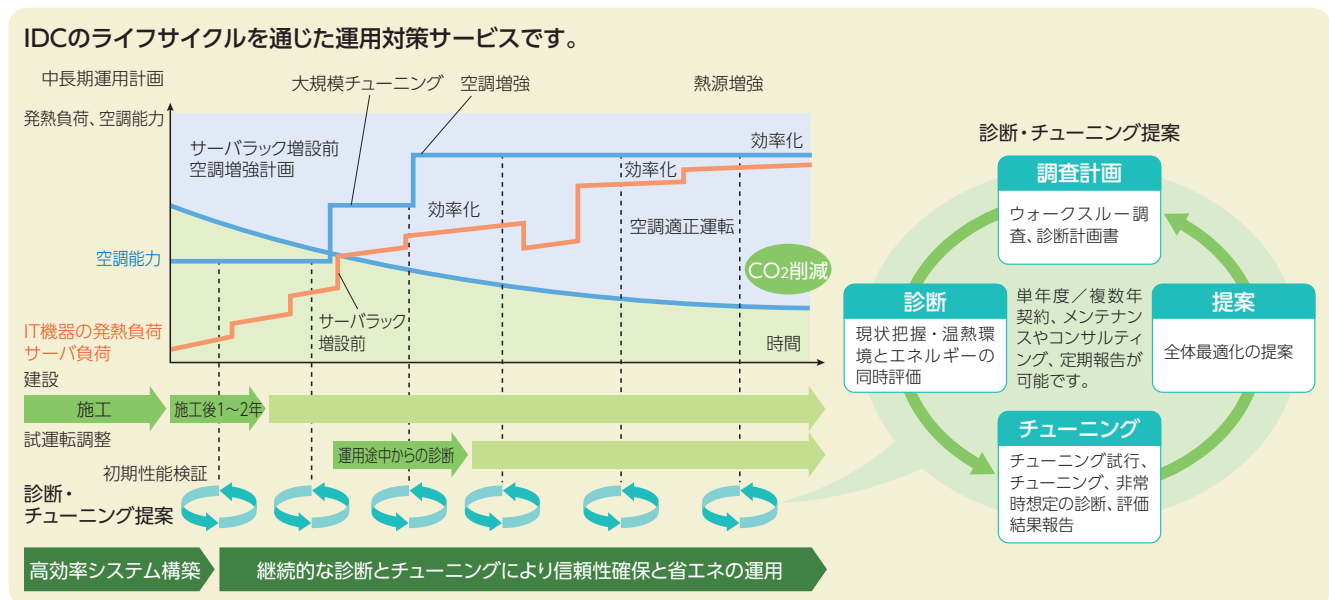 IDCのライフサイクルを通じた運用対策サービスです。
中長期運用計画
大規模チューニング
空調増強
熱源増強
発熱負荷、空調能力
サーバラック増設前
空調増強計画
効率化
効率化
効率化
空調適正運転
空調能力
CO₂削減
IT機器の発熱負荷
サーバ負荷
サーバラック
増設前
時間
建設
施工
施工後1〜2年
試運転調整
運用途中からの診断
初期性能検証
診断・
チューニング提案
高効率システム構築
継続的な診断とチューニングにより信頼性確保と省エネの運用
診断・チューニング提案
調査計画
ウォークスルー調
査、診断計画書
診断
現状把握・温熱環
境とエネルギーの
同時評価
単年度／複数年
契約、メンテナン
スやコンサルティ
ング、定期報告が
可能です。
提案
全体最適化の提案
チューニング
チューニング試行、
チューニング、非常
時想定の診断、評価
結果報告